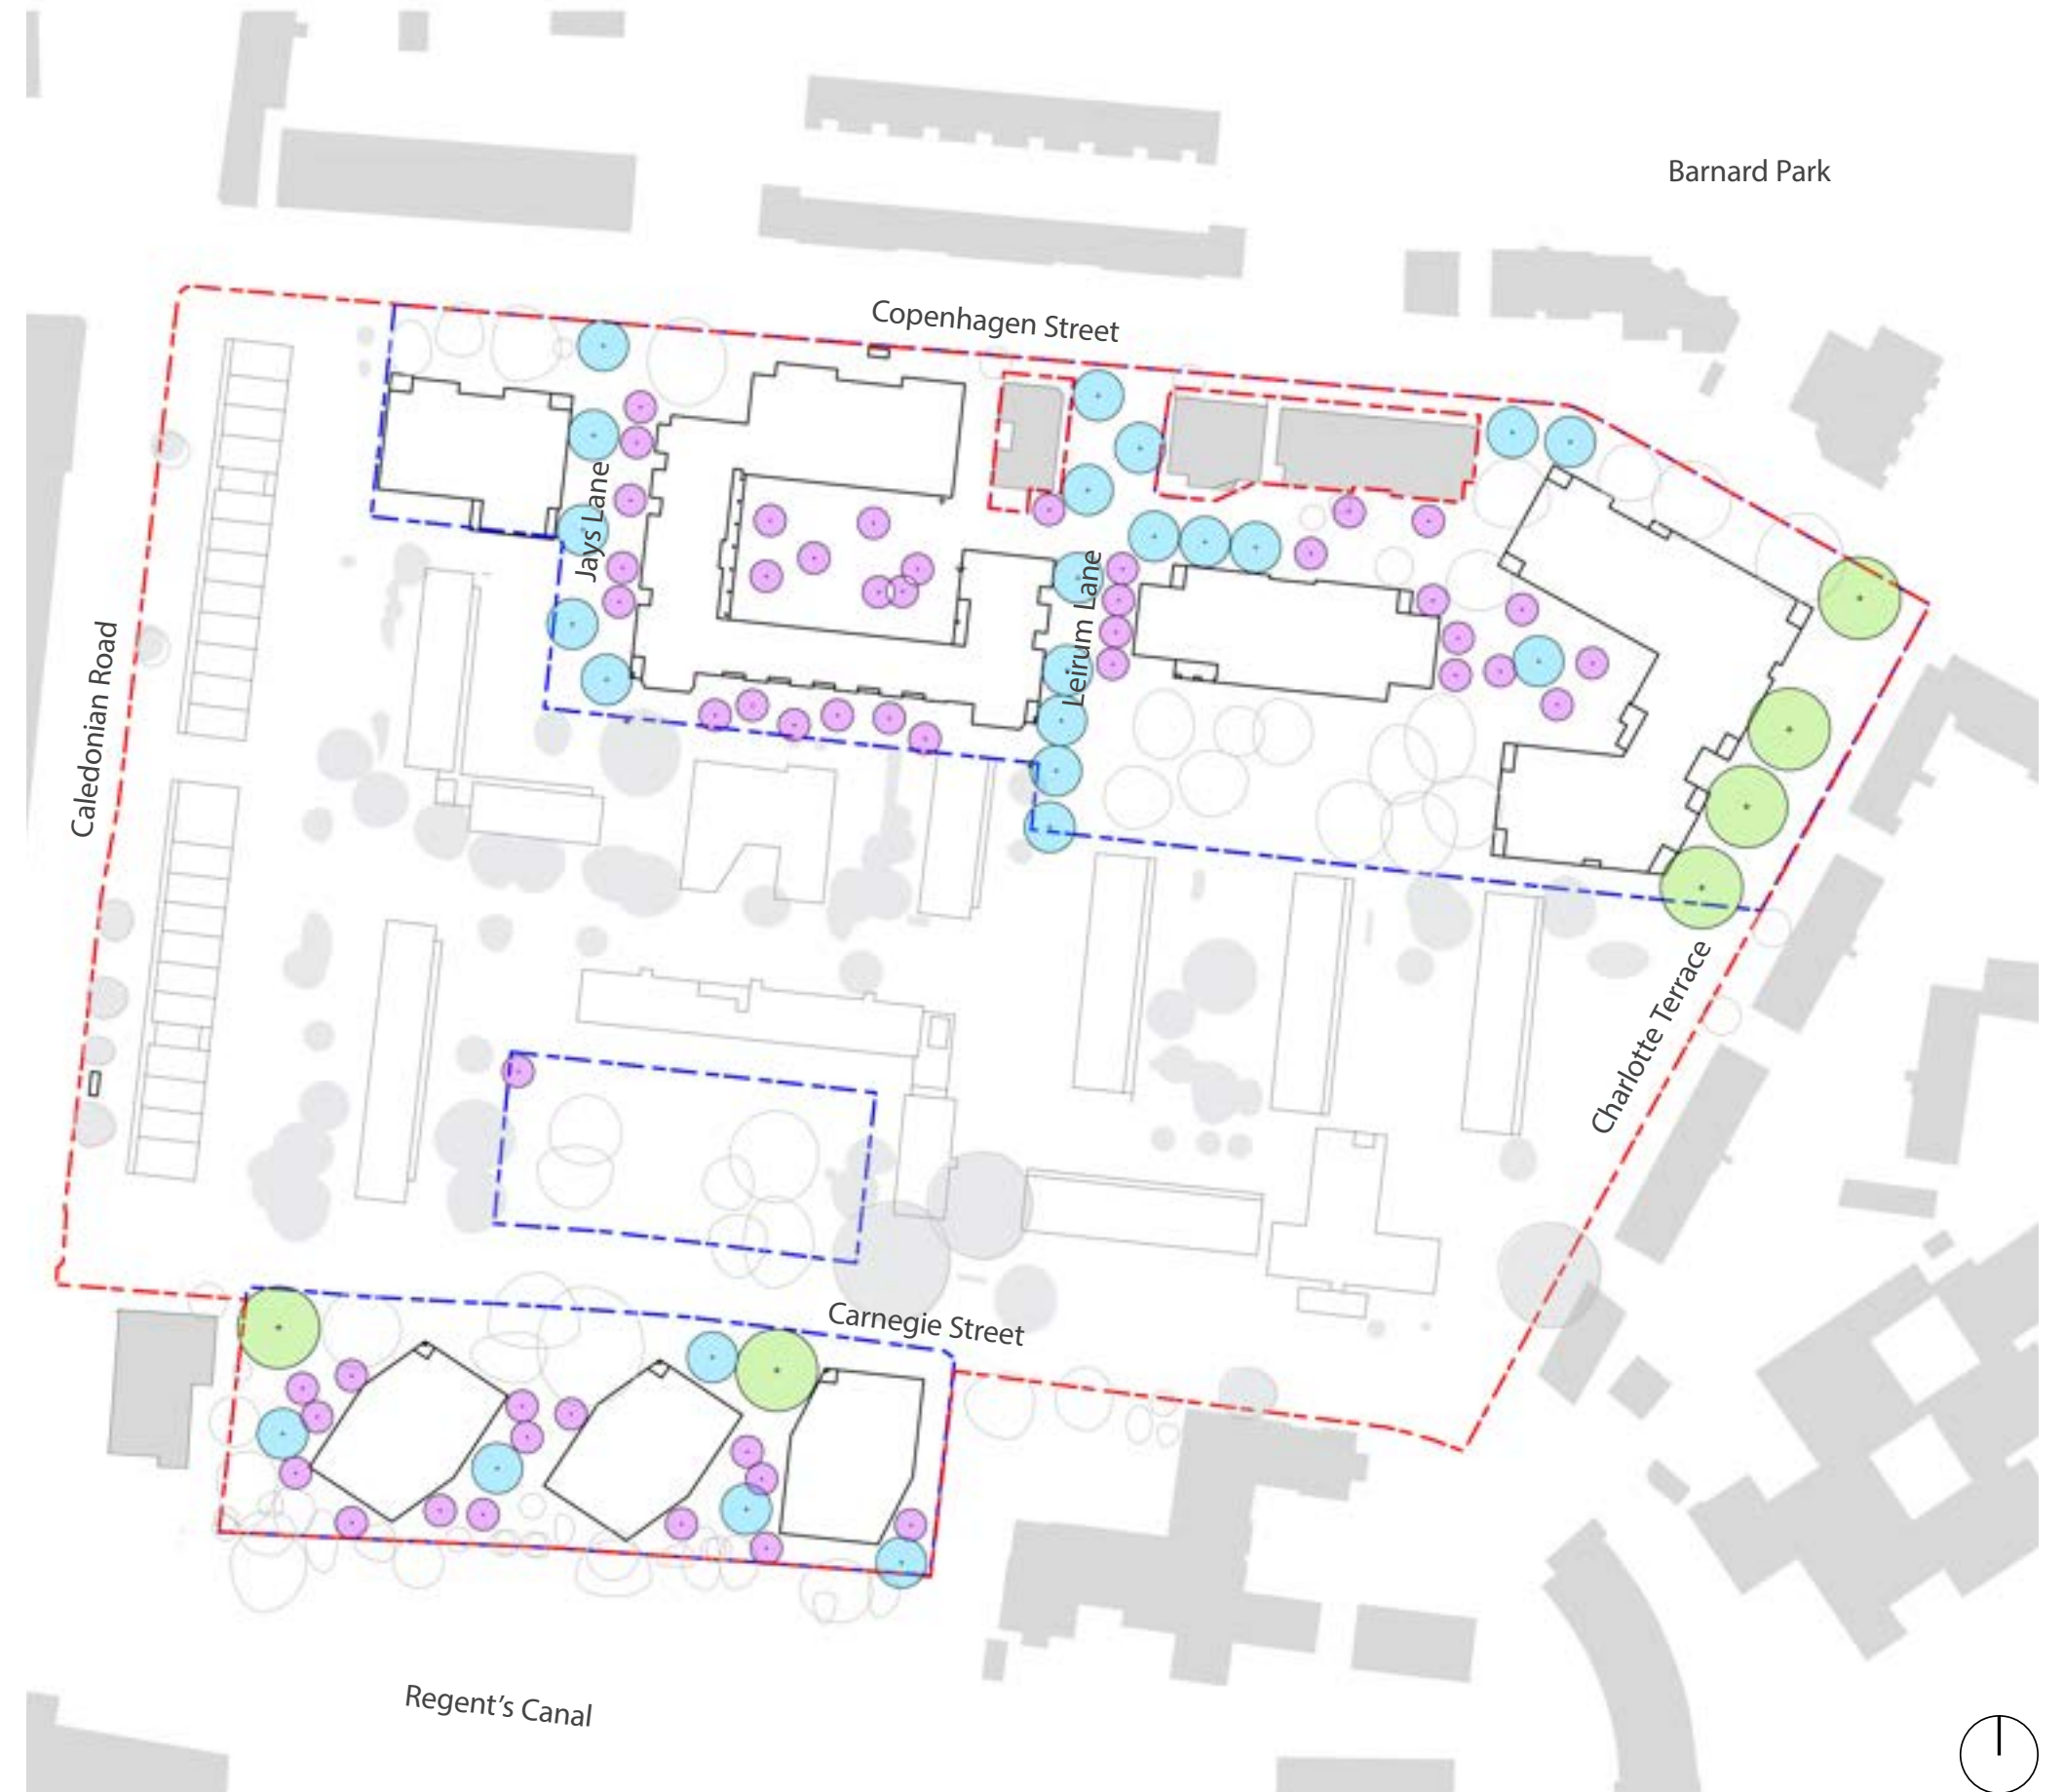 Barnard Park
Copenhagen Street
Jays Lane
Leirum Lane
Caledonian Road
Charlotte Terrace
Carnegie Street
Regent’s Canal